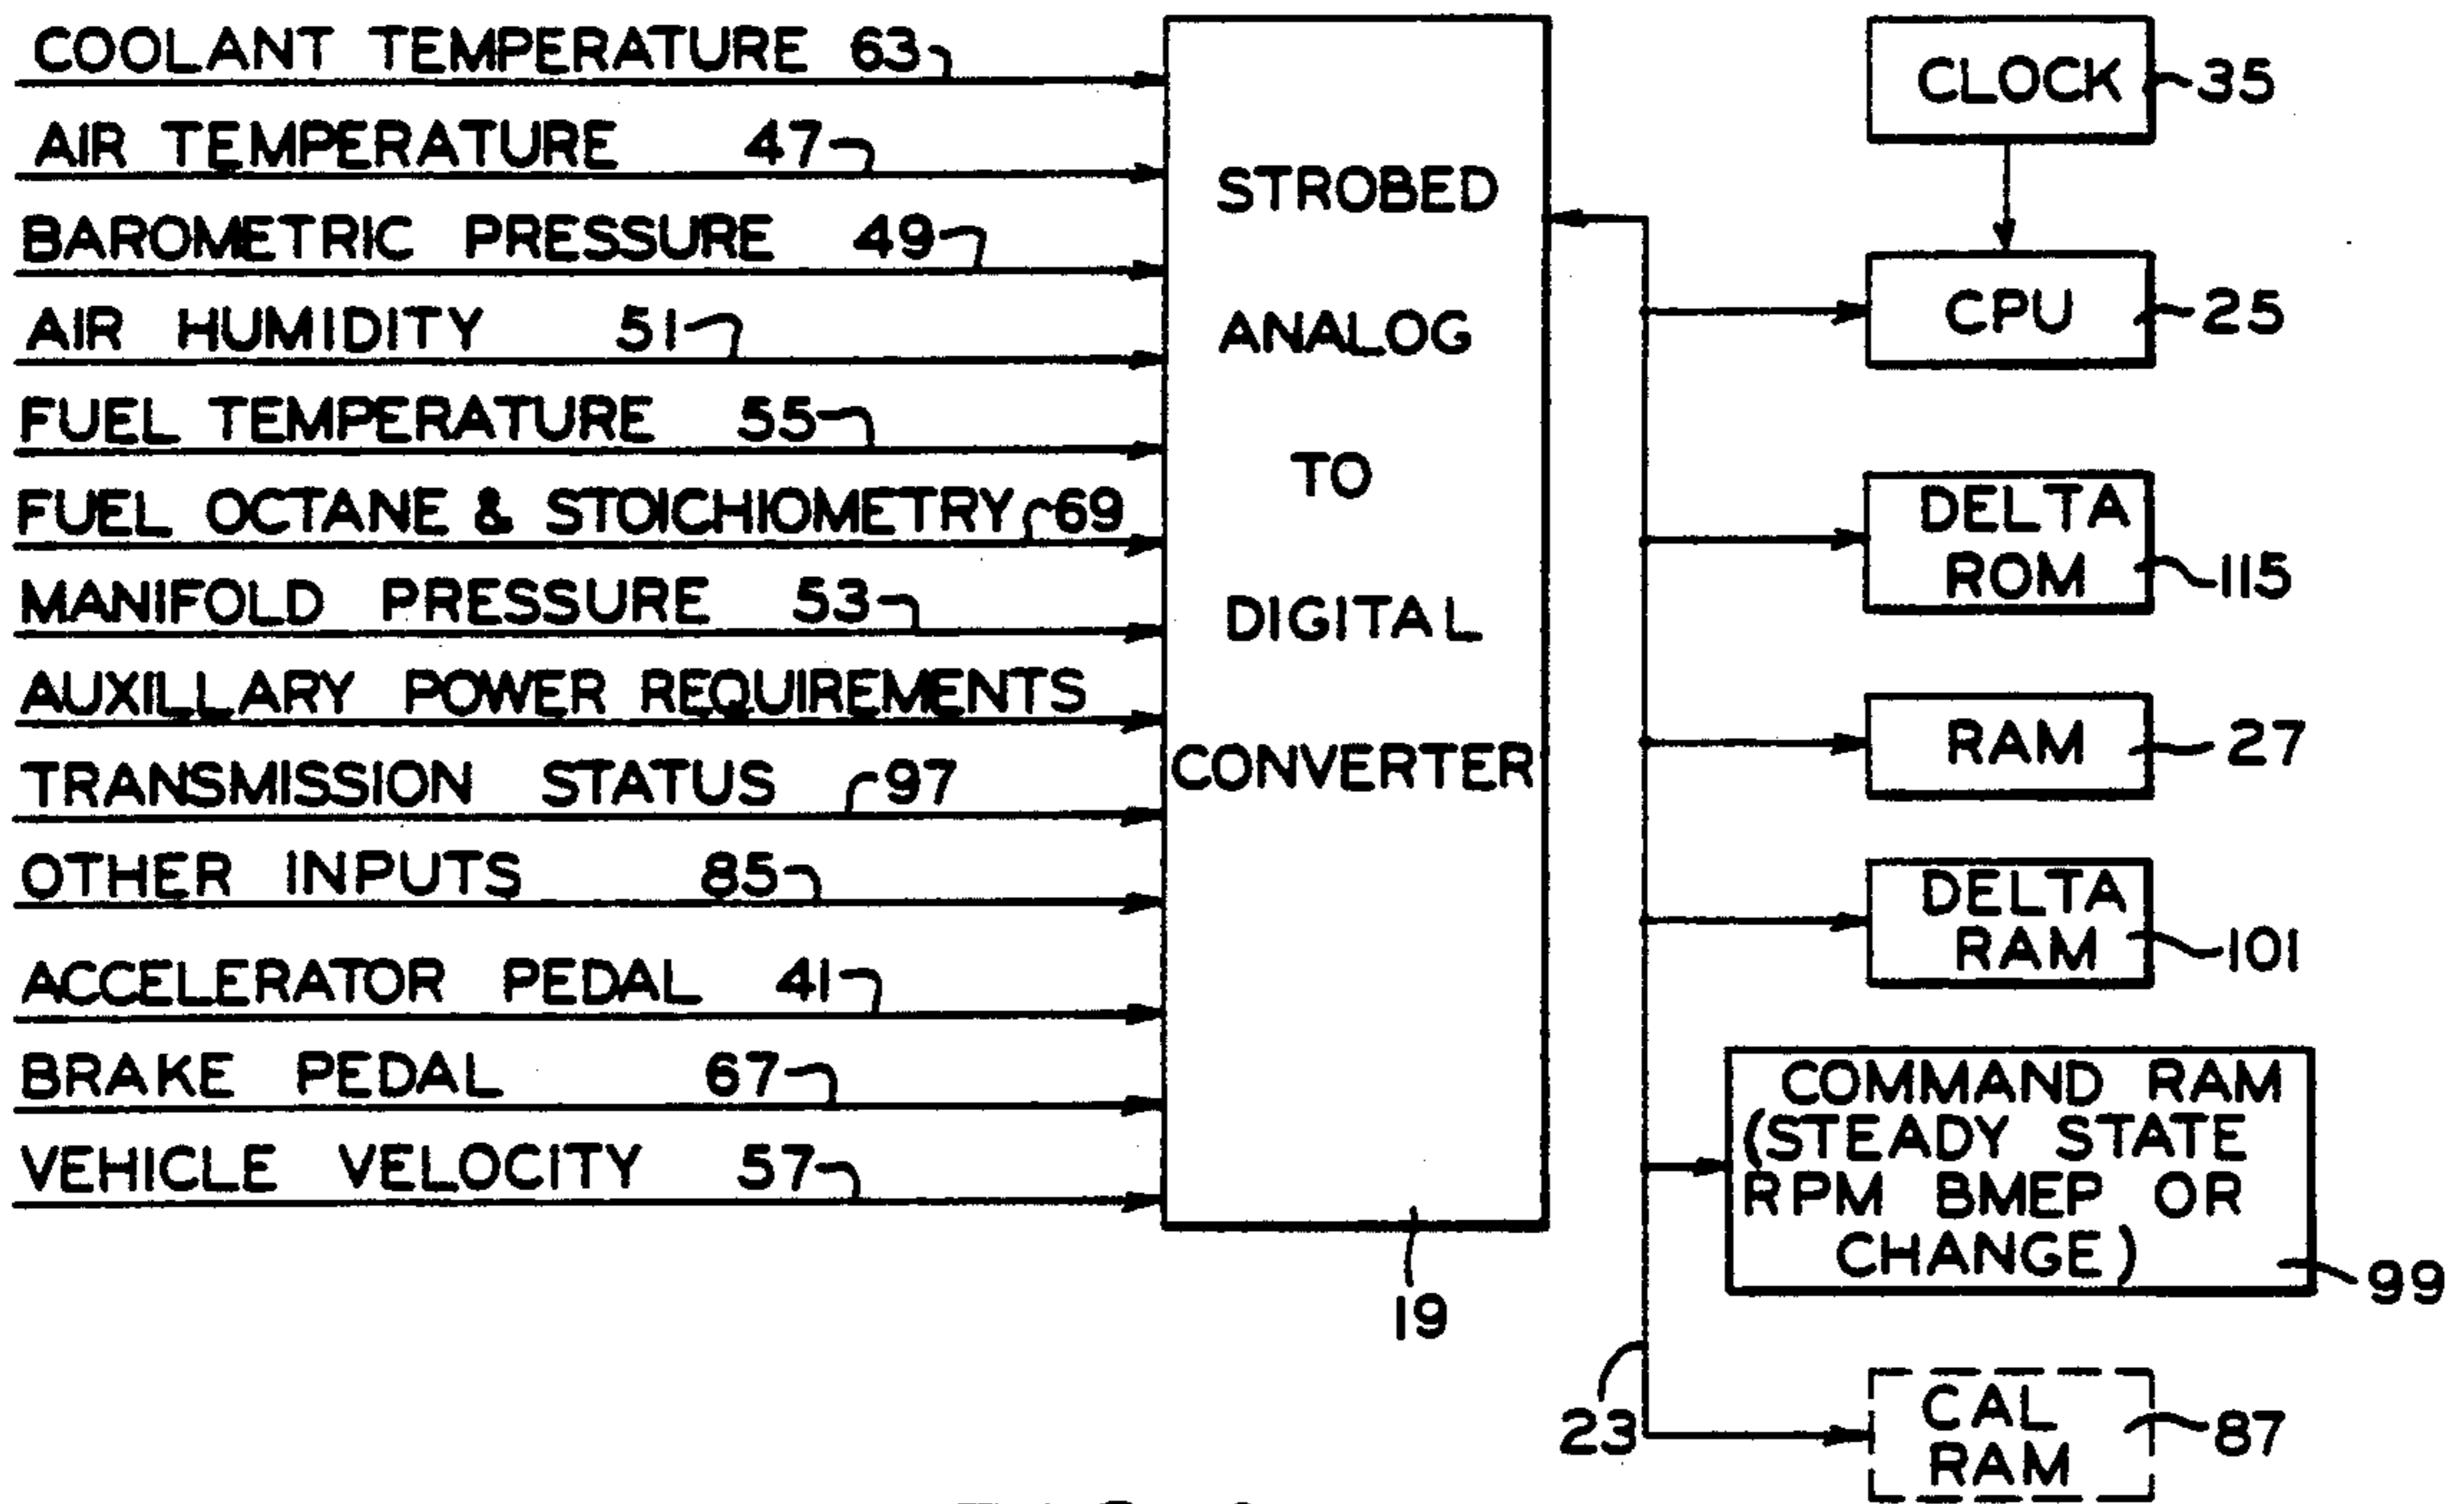 COOLANT TEMPERATURE 63
AIR TEMPERATURE 47
BAROMETRIC PRESSURE 49
AIR HUMIDITY 51
FUEL TEMPERATURE 55
FUEL OCTANE & STOICHIOMETRY 69
MANIFOLD PRESSURE 53
AUXILLARY POWER REQUIREMENTS
TRANSMISSION STATUS 97
OTHER INPUTS 85
ACCELERATOR PEDAL 41
BRAKE PEDAL 67
VEHICLE VELOCITY 57
STROBED
ANALOG
TO
DIGITAL
CONVERTER
19
CLOCK 35
CPU 25
DELTA
ROM 115
RAM 27
DELTA
RAM 101
COMMAND RAM
(STEADY STATE
RPM BMEP OR
CHANGE)
99
23
CAL
RAM
87